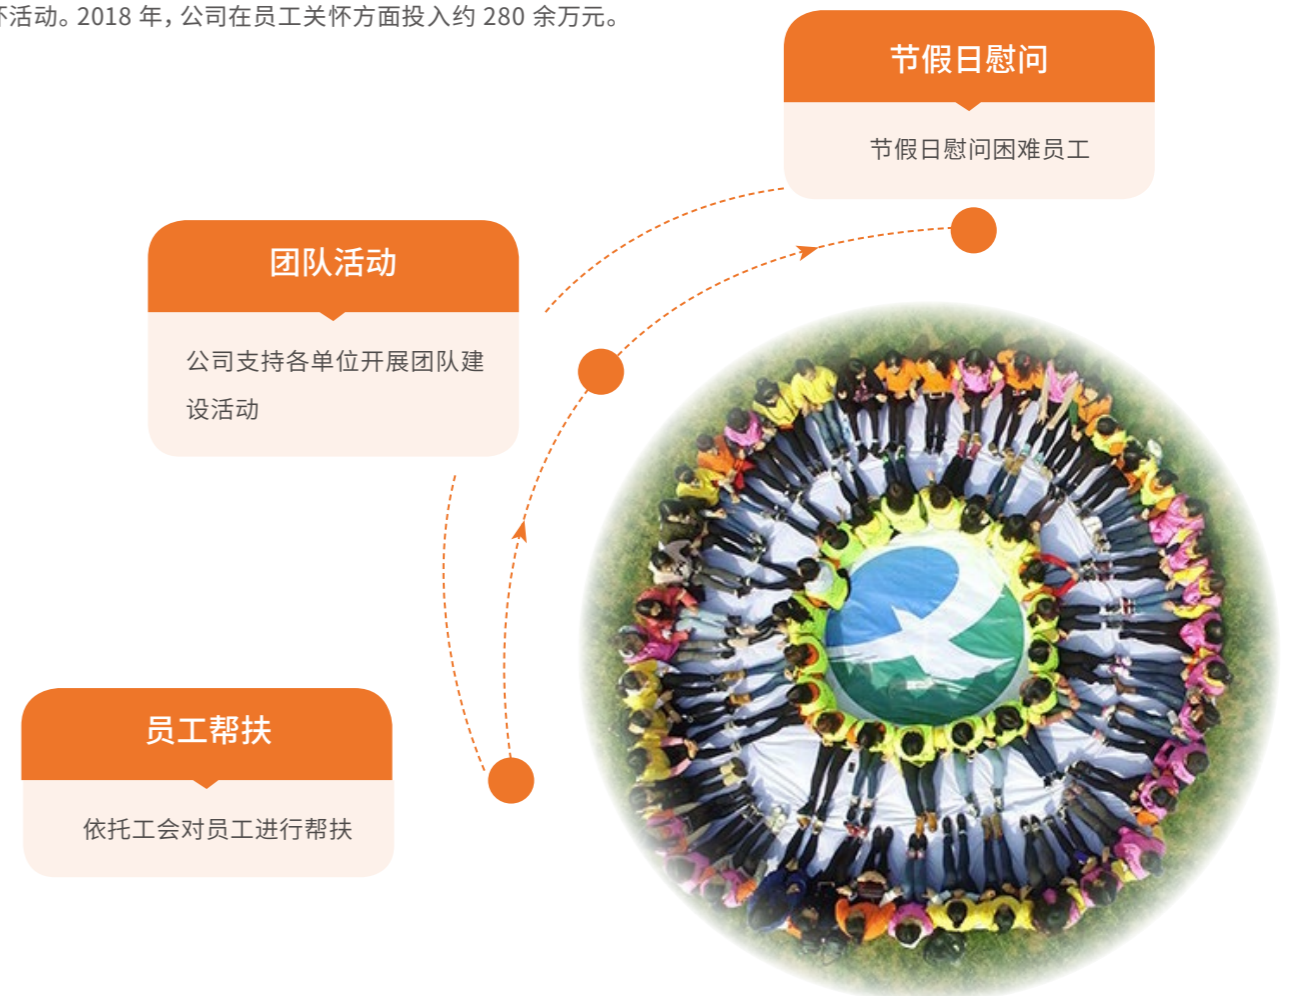 怀活动。2018 年，公司在员工关怀方面投入约 280 余万元。
节假日慰问
节假日慰问困难员工
团队活动
公司支持各单位开展团队建
设活动
员工帮扶
依托工会对员工进行帮扶